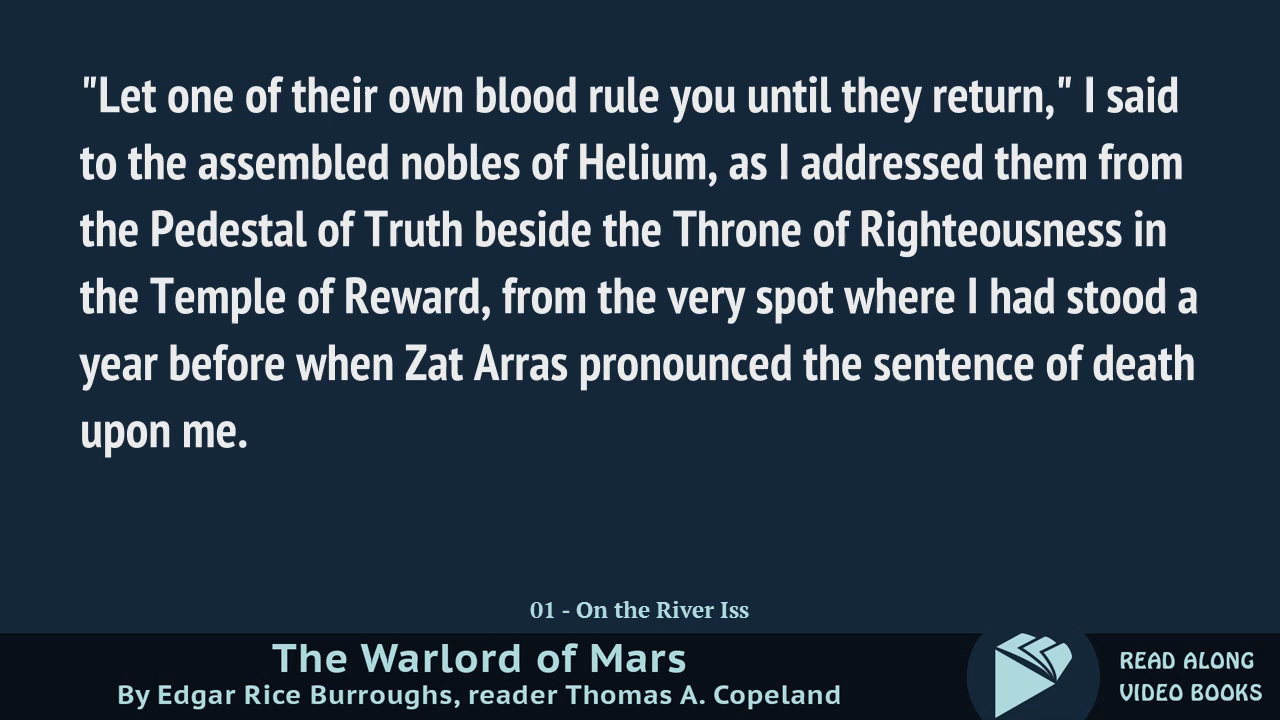 "Let one of their own blood rule you until they return," I said
to the assembled nobles of Helium, as I addressed them from
the Pedestal of Truth beside the Throne of Righteousness in
the Temple of Reward, from the very spot where I had stood a
year before when Zat Arras pronounced the sentence of death
upon me.
01 - On the River Iss
The Warlord of Mars
By Edgar Rice Burroughs, reader Thomas A. Copeland
READ ALONG
VIDEO BOOKS